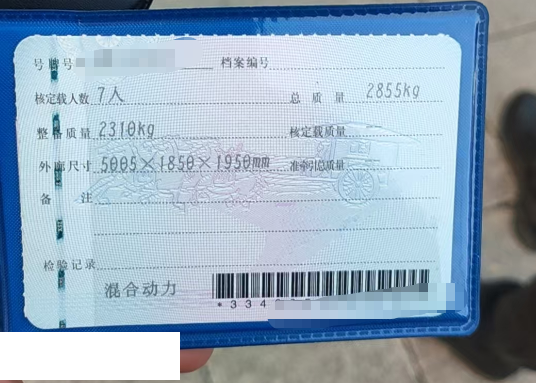 号牌号 档案编号
核定载人数 7人 总质量 2855kg
整备质量 2310kg 核定载质量
外廓尺寸 5005×1850×1950mm 准牵引总质量
备注
检验记录
混合动力
*334